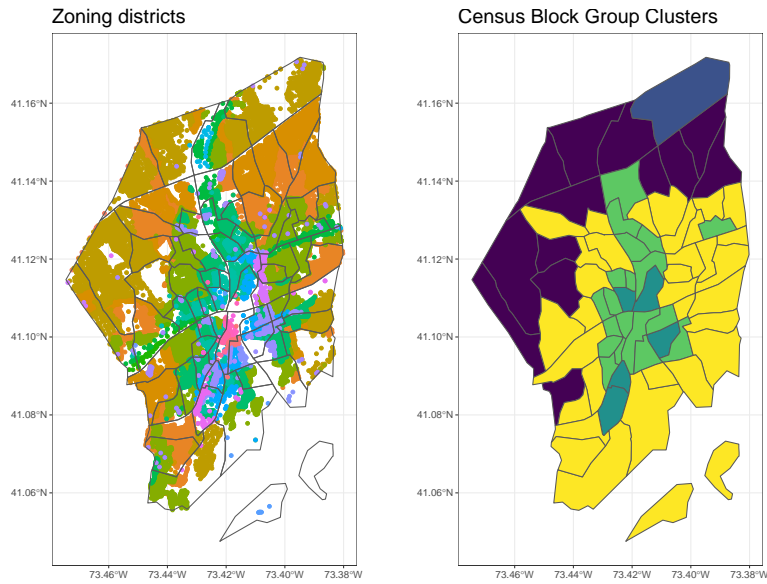 Zoning districts
Census Block Group Clusters
41.16°N
41.14°N
41.12°N
41.10°N
41.08°N
41.06°N
73.46°W 73.44°W 73.42°W 73.40°W 73.38°W
41.16°N
41.14°N
41.12°N
41.10°N
41.08°N
41.06°N
73.46°W 73.44°W 73.42°W 73.40°W 73.38°W